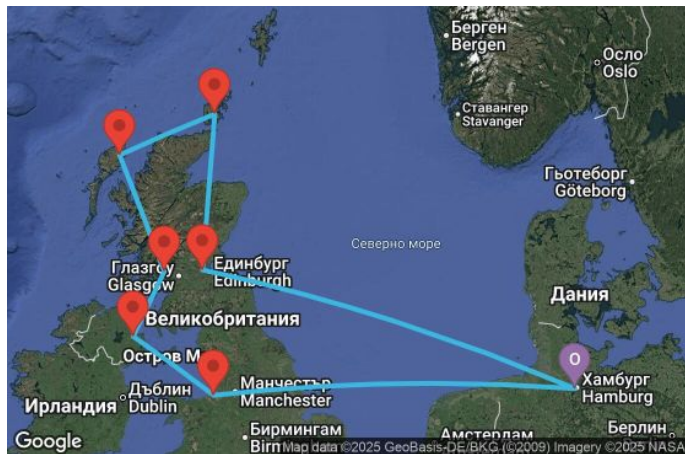 Берген
Bergen
Осло
Oslo
Ставангер
Stavanger
Гьотеборг
Göteborg
Северно море
Единбург
Edinburgh
Глазгоу
Glasgow
Дания
Великобритания
Остров М
Хамбург
Hamburg
O
Манчестър
Manchester
Дъблин
Dublin
Ирландия
Бирмингам
Амстердам
Берлин
Google
Map data ©2025 GeoBasis-DE/BKG (©2009) Imagery ©2025 NASA